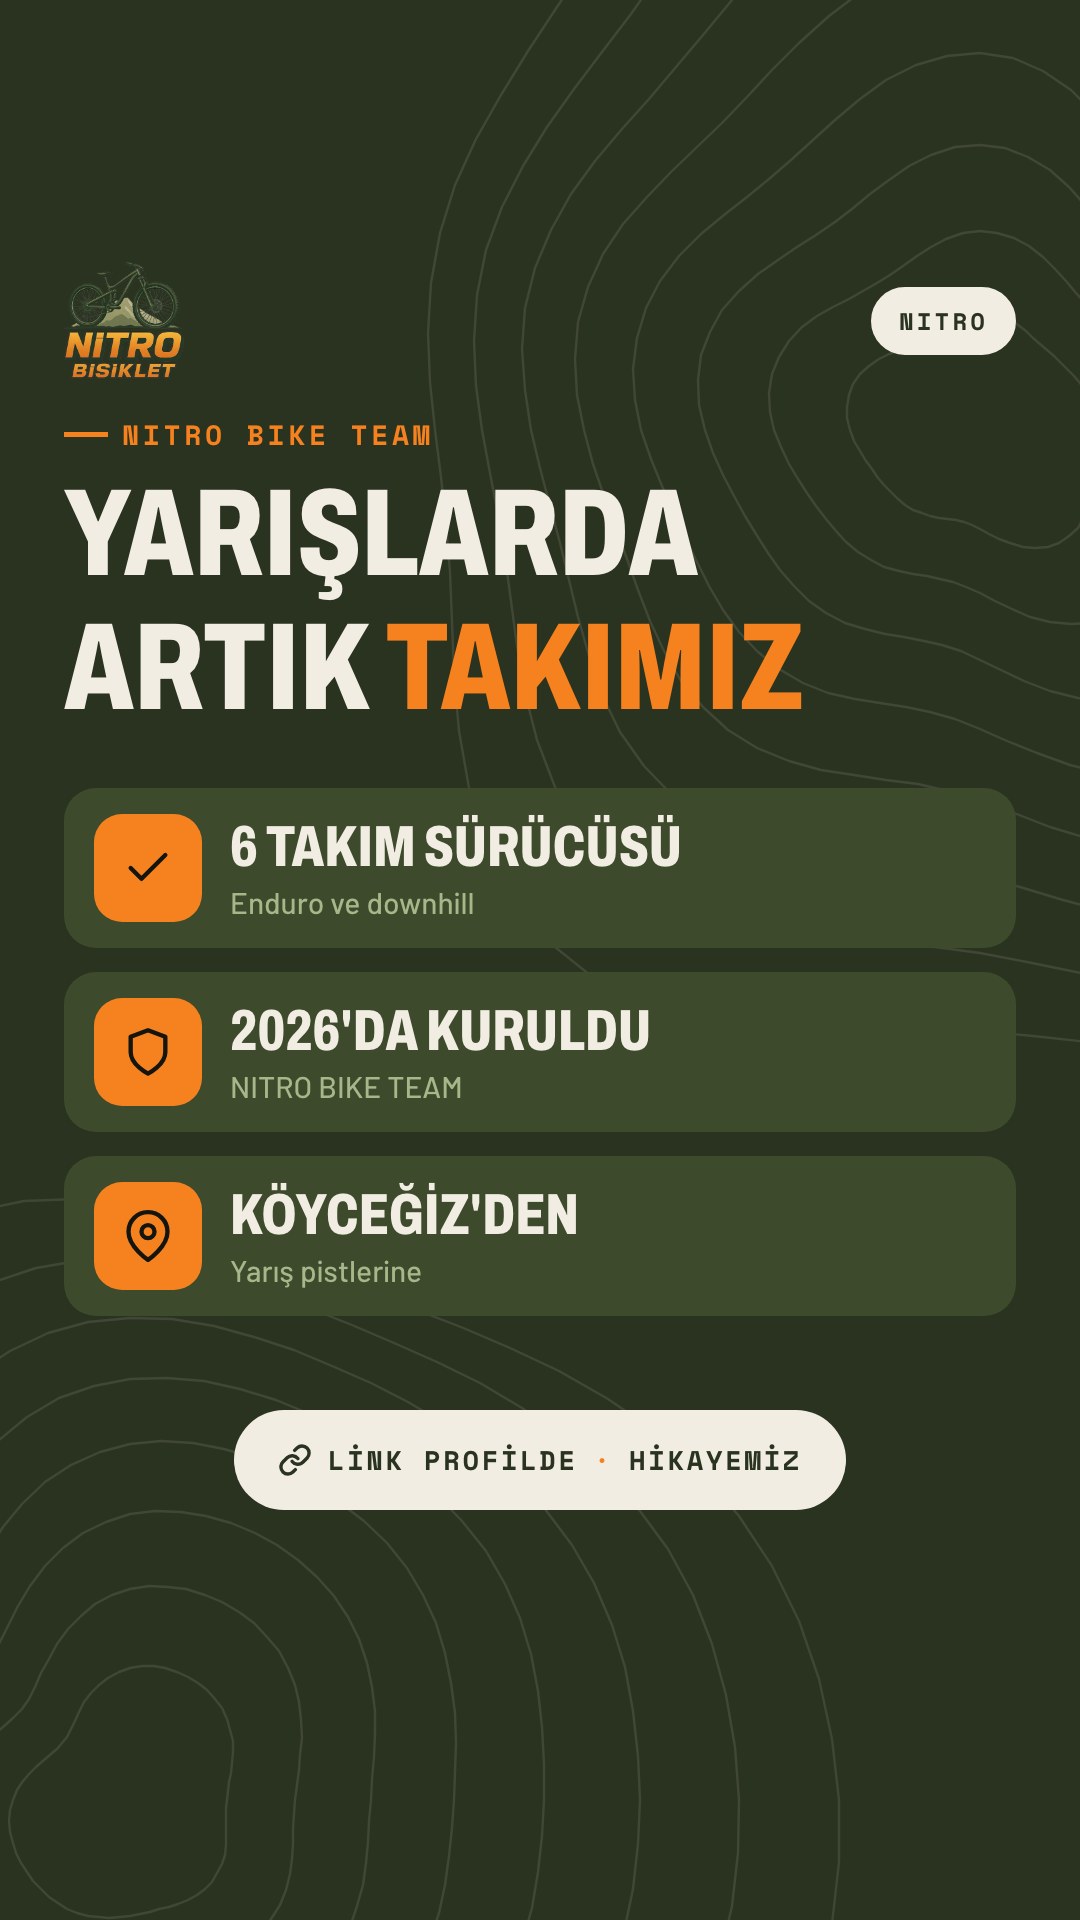 NiTRO
BiSiKLET
NITRO
NITRO BIKE TEAM
YARIŞLARDA
ARTIK TAKIMIZ
6 TAKIM SÜRÜCÜSÜ
Enduro ve downhill
2026'DA KURULDU
NITRO BIKE TEAM
KÖYCEĞİZ'DEN
Yarış pistlerine
LİNK PROFİLDE · HİKAYEMİZ